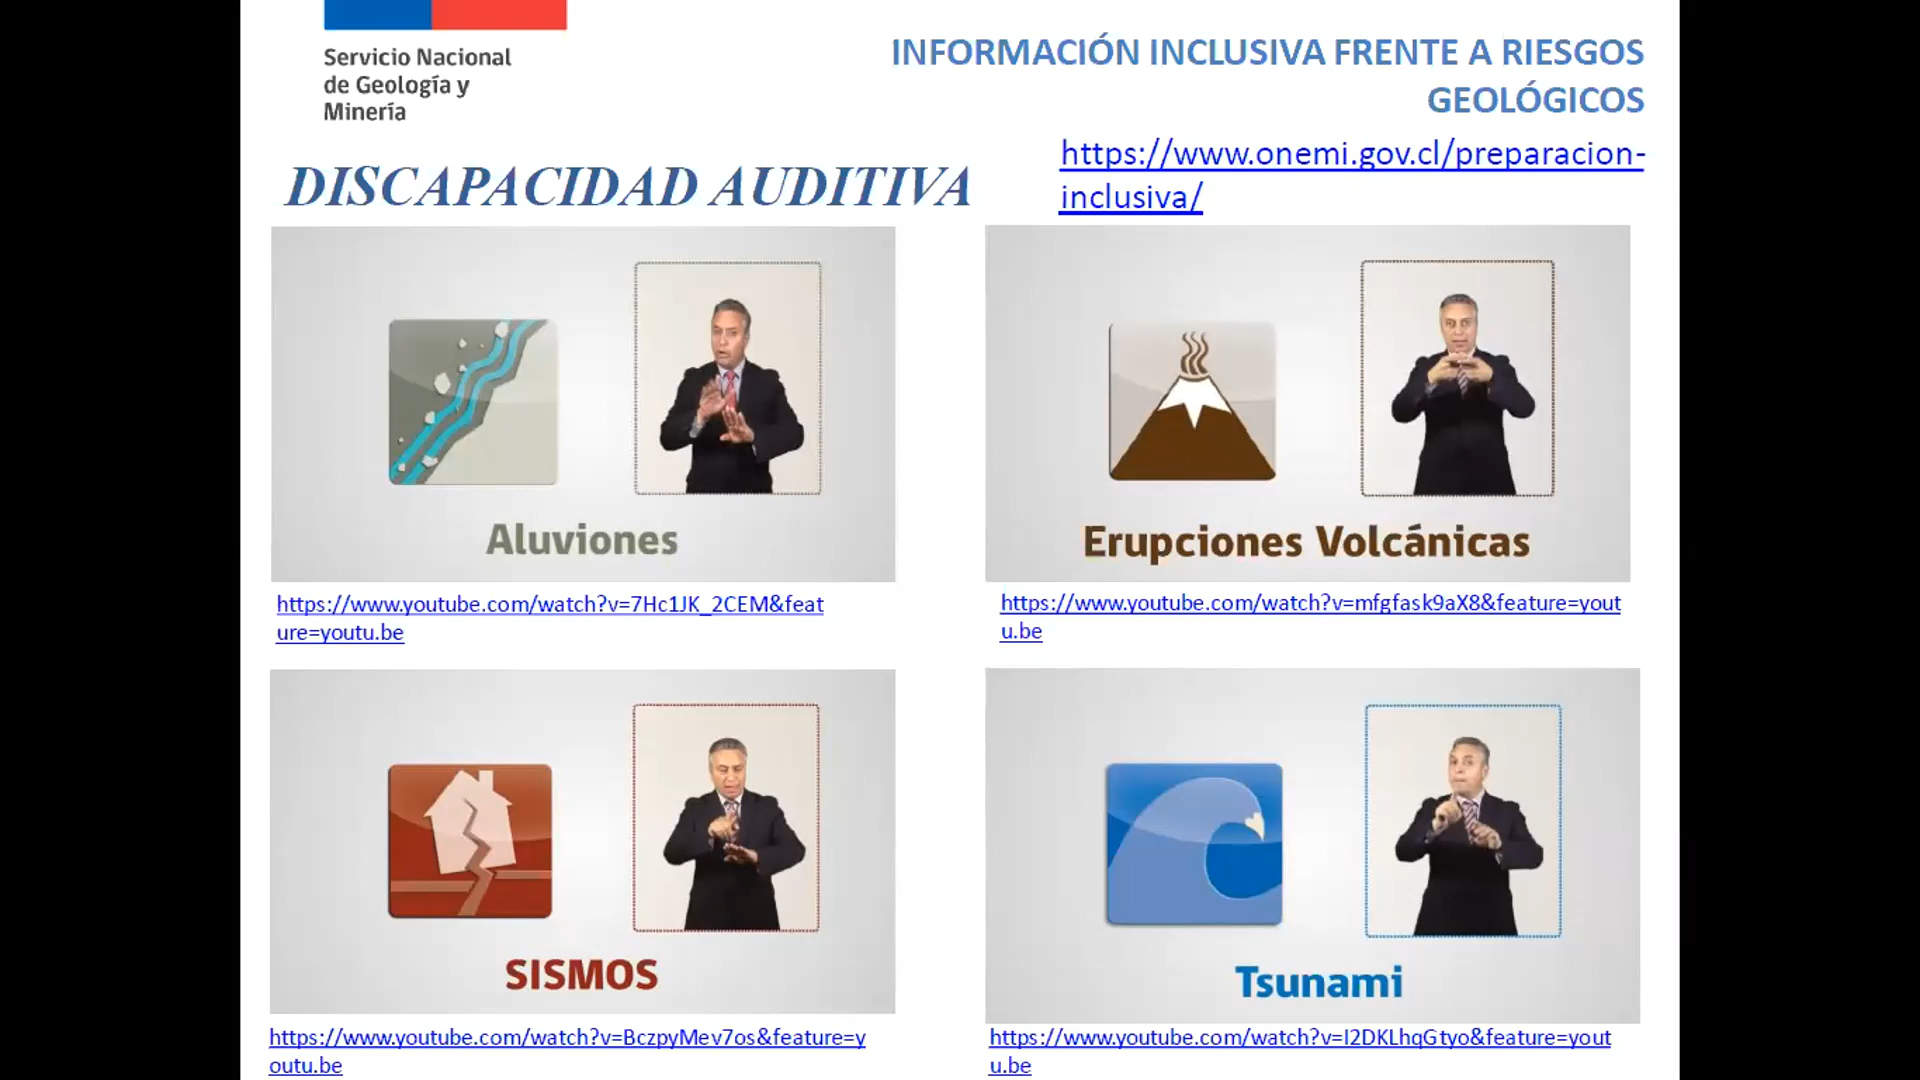 Servicio Nacional
de Geología y
Minería
INFORMACIÓN INCLUSIVA FRENTE A RIESGOS
GEOLÓGICOS
https://www.onemi.gov.cl/preparacion-
inclusiva/
DISCAPACIDAD AUDITIVA
Aluviones
https://www.youtube.com/watch?v=7Hc1JK_2CEM&feat
ure=youtu.be
Erupciones Volcánicas
https://www.youtube.com/watch?v=mfgfask9aX8&feature=yout
u.be
SISMOS
https://www.youtube.com/watch?v=BczpyMev7os&feature=y
outu.be
Tsunami
https://www.youtube.com/watch?v=I2DKLhqGtyo&feature=yout
u.be